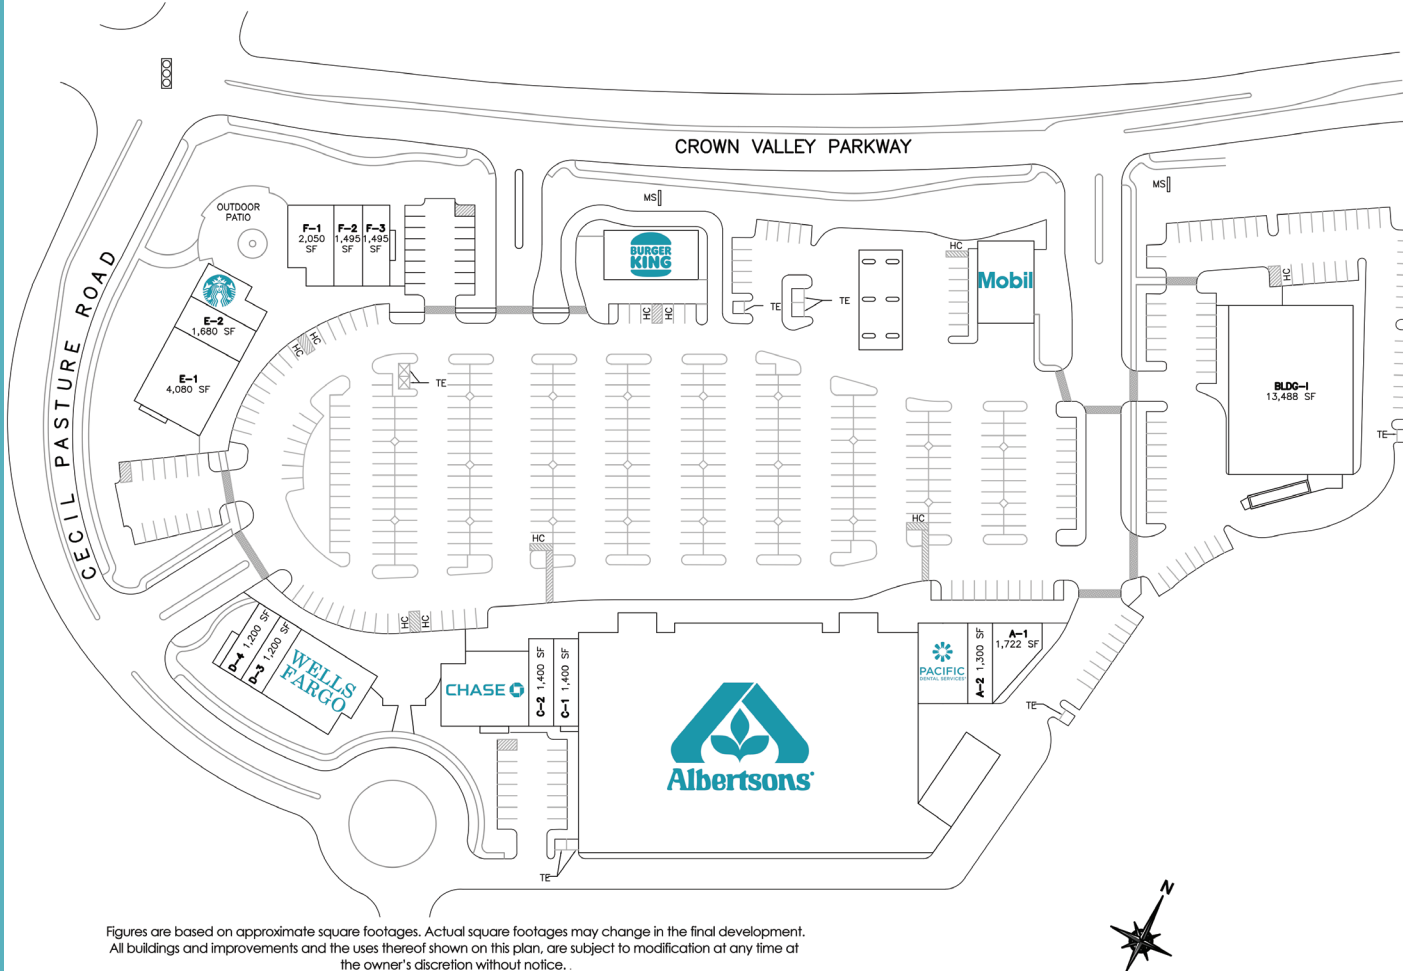 CROWN VALLEY PARKWAY
MS
MS
OUTDOOR
PATIO
F-1
2,050
SF
F-2
1,495
SF
F-3
1,495
SF
BURGER
KING
HC
Mobil
HC
TE
TE
HC
HC
CECIL PASTURE ROAD
E-2
1,680 SF
HC
HC
E-1
4,080 SF
TE
BLDG-I
13,488 SF
TE
HC
HC
HC
HC
D-4 1,200 SF
D-3 1,200 SF
WELLS
FARGO
CHASE
C-2 1,400 SF
C-1 1,400 SF
Albertsons
PACIFIC
DENTAL SERVICES
A-2 1,300 SF
A-1
1,722 SF
TE
TE
N
Figures are based on approximate square footages. Actual square footages may change in the final development.
All buildings and improvements and the uses thereof shown on this plan, are subject to modification at any time at
the owner's discretion without notice. .